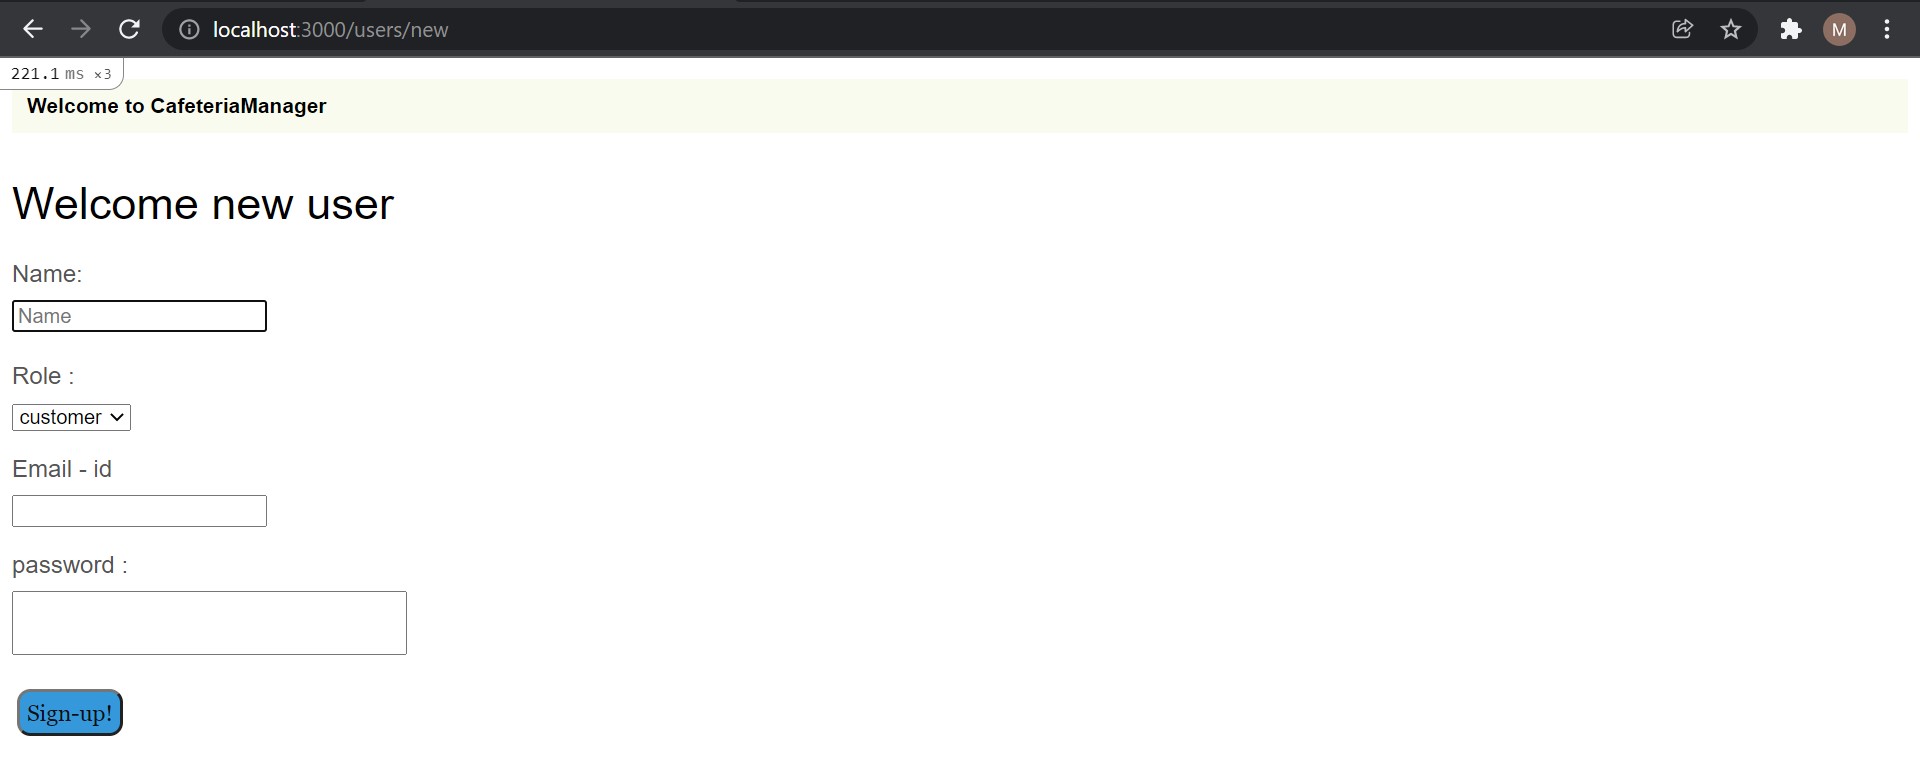 localhost:3000/users/new
M
221.1 ms ×3
Welcome to CafeteriaManager
Welcome new user
Name:
Name
Role :
customer
Email - id
password :
Sign-up!